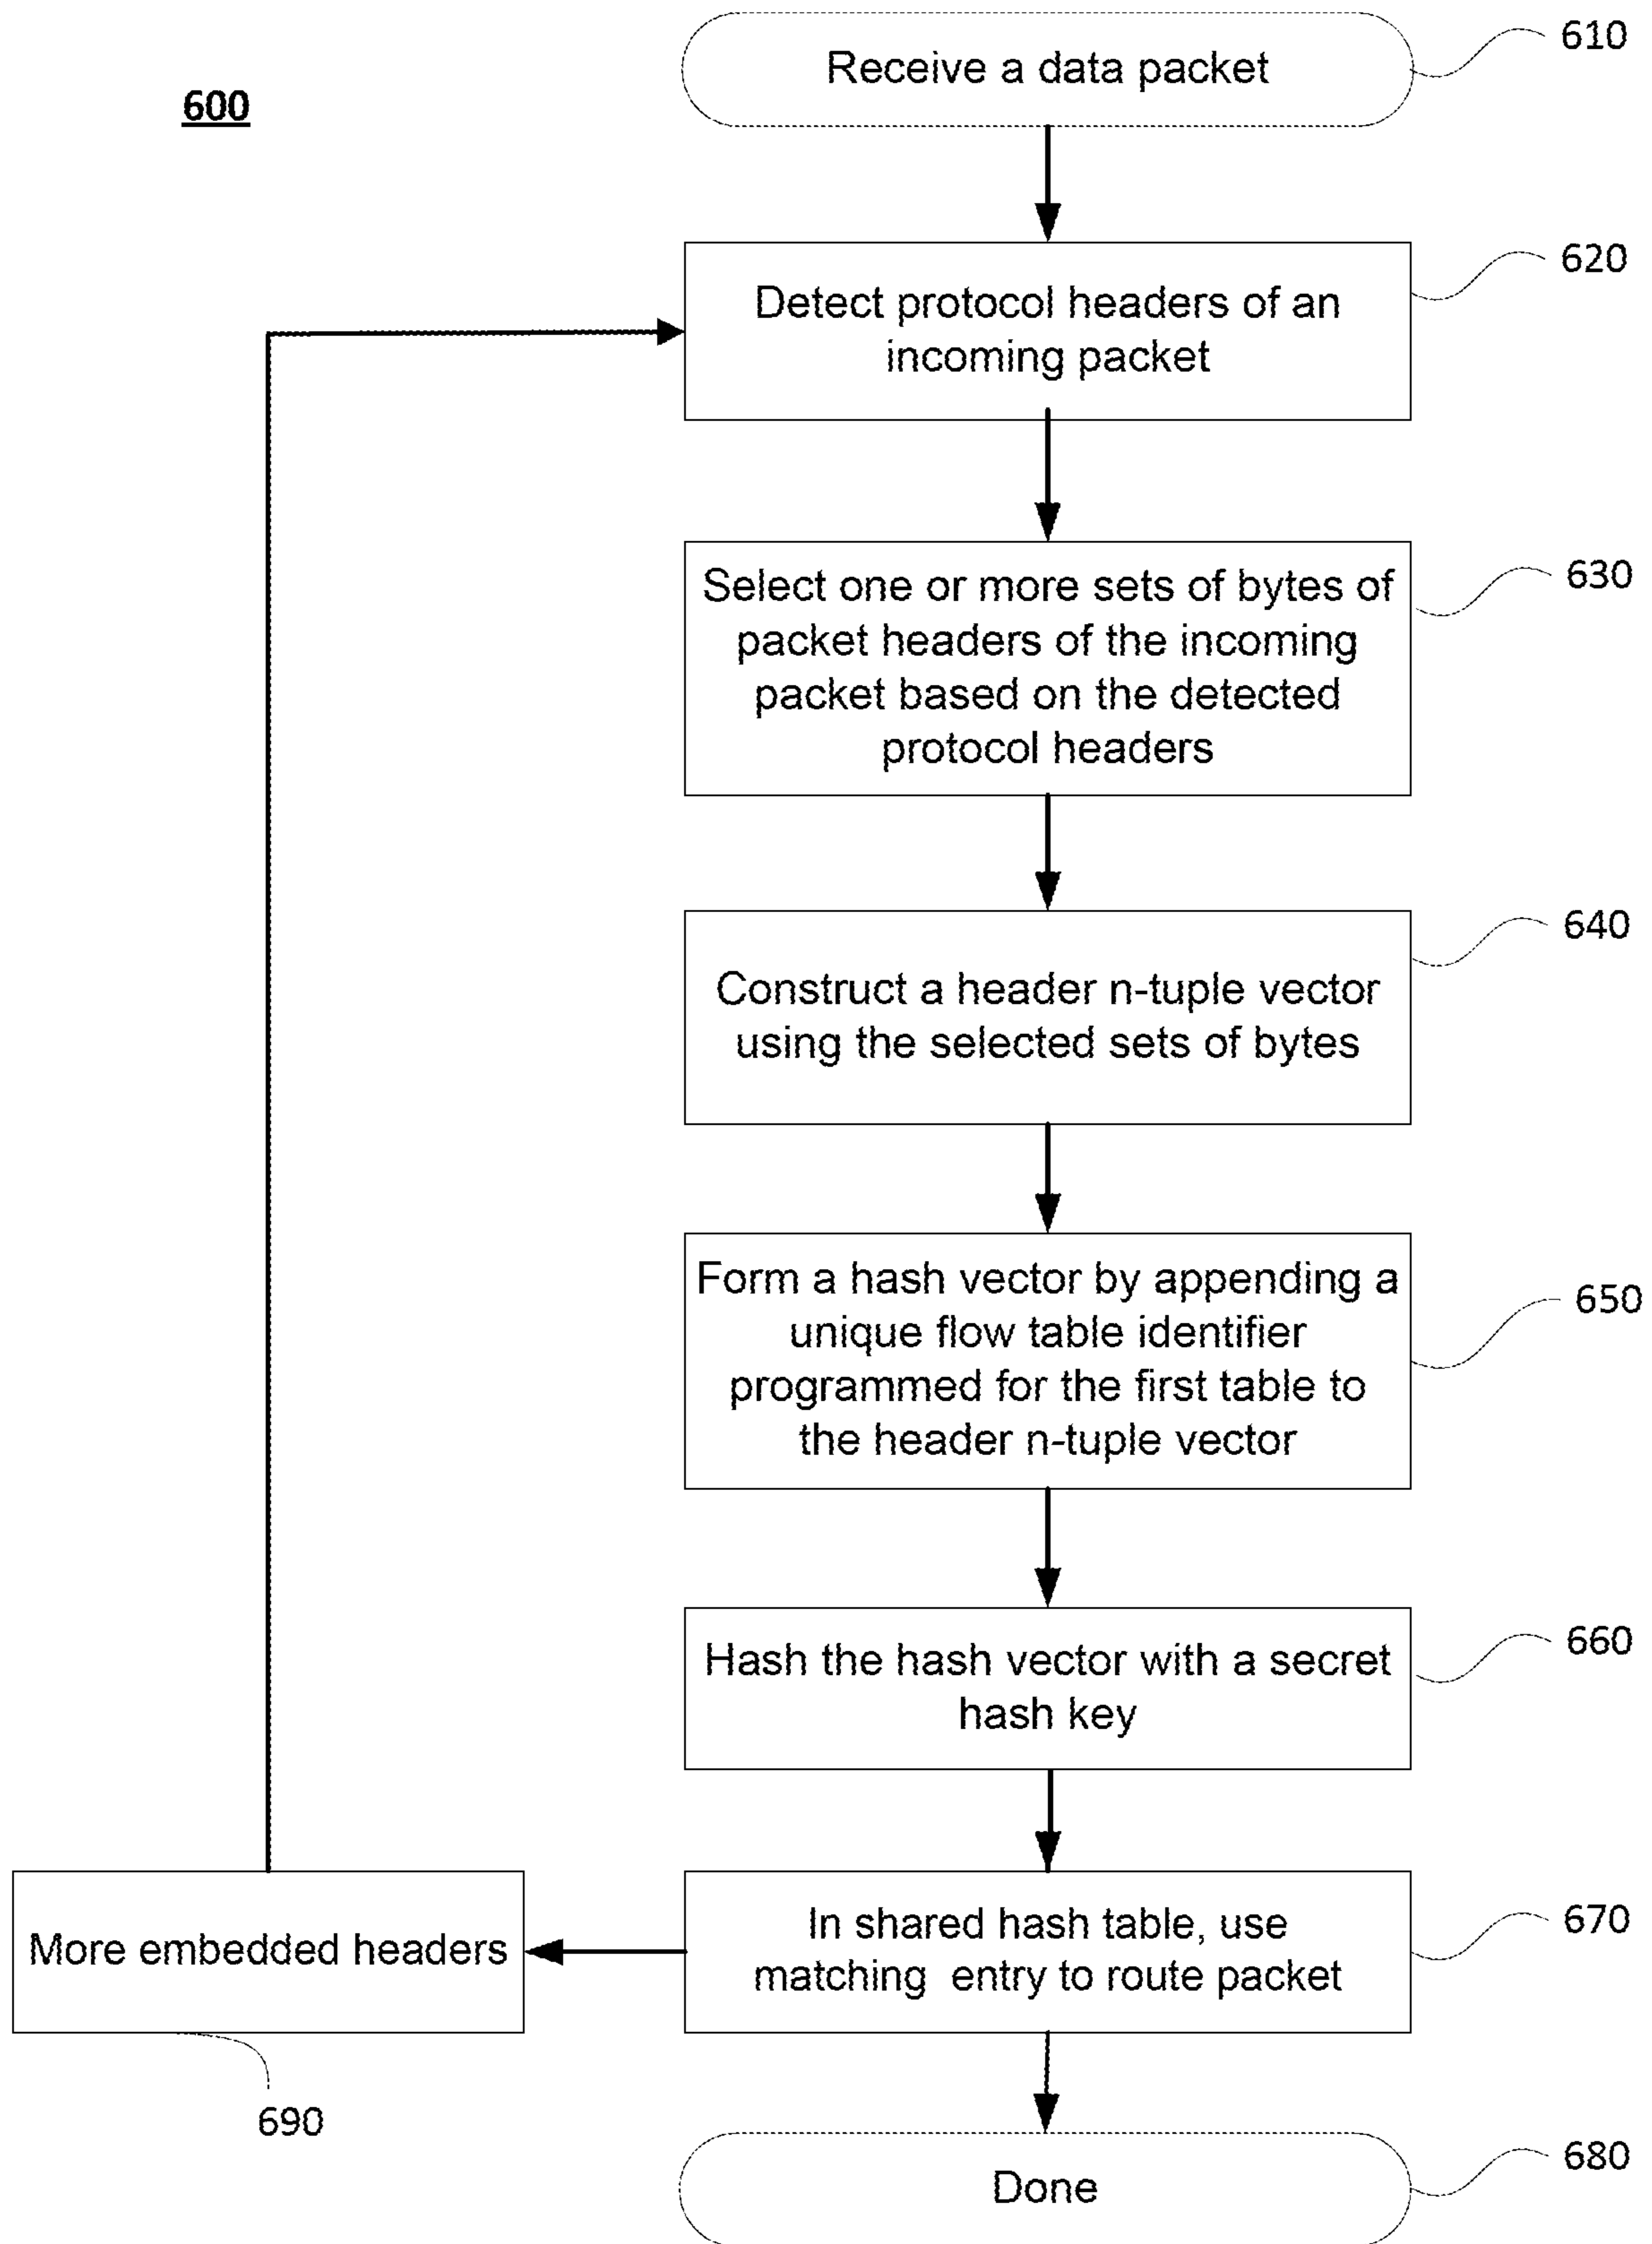 600
Receive a data packet
610
Detect protocol headers of an
incoming packet
620
Select one or more sets of bytes of
packet headers of the incoming
packet based on the detected
protocol headers
630
Construct a header n-tuple vector
using the selected sets of bytes
640
Form a hash vector by appending a
unique flow table identifier
programmed for the first table to
the header n-tuple vector
650
Hash the hash vector with a secret
hash key
660
In shared hash table, use
matching entry to route packet
670
More embedded headers
690
Done
680